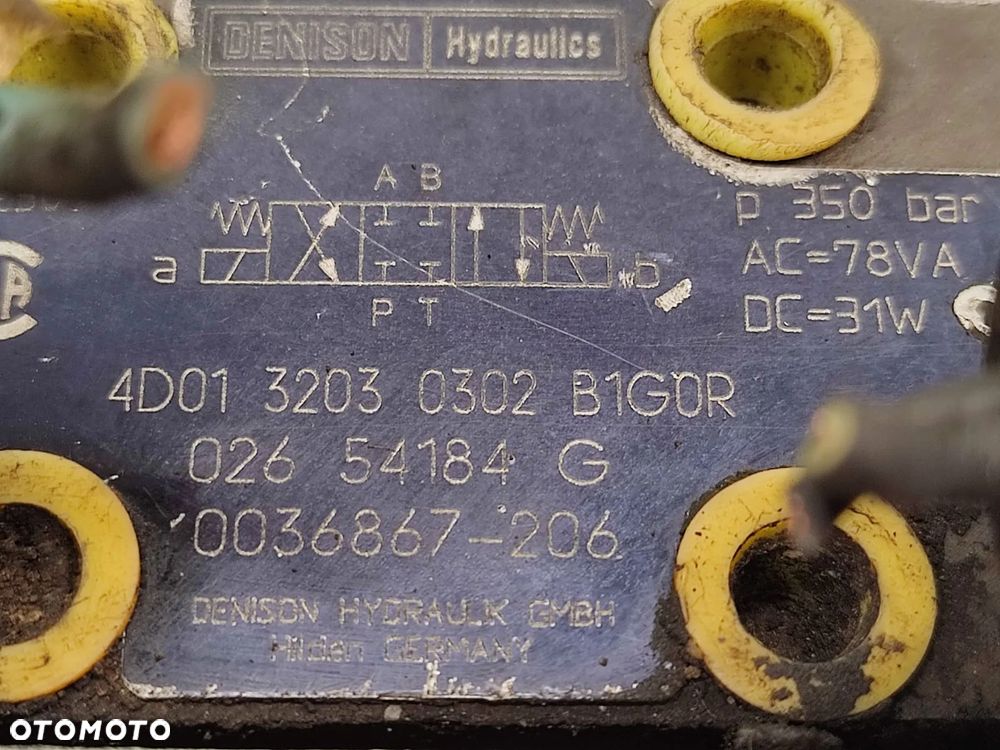 DENISON Hydraulics
A B
p 350 bar
a b
AC=78VA
P T
DC=31W
4D01 3203 0302 B1G0R
026 54184 G
0036867-206
DENISON HYDRAULIK GMBH
Hilden GERMANY
OTOMOTO